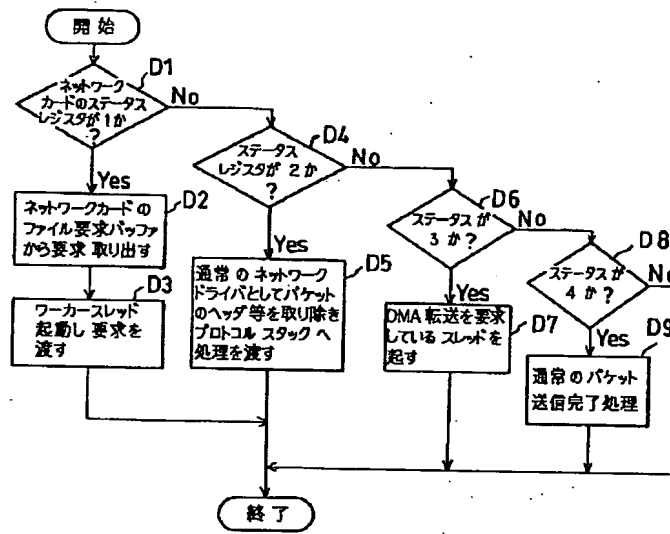 開始
D1
ネットワーク
カードのステータス
レジスタが1か
?
No
Yes
D2
ネットワークカードの
ファイル要求バッファ
から要求取り出す
D3
ワーカースレッド
起動し要求を
渡す
D4
ステータス
レジスタが2か
?
No
Yes
D5
通常のネットワーク
ドライバとしてパケット
のヘッダ等を取り除き
プロトコルスタックへ
処理を渡す
D6
ステータスが
3か?
No
Yes
D7
DMA転送を要求
しているスレッドを
起す
D8
ステータスが
4か?
No
Yes
D9
通常のパケット
送信完了処理
終了